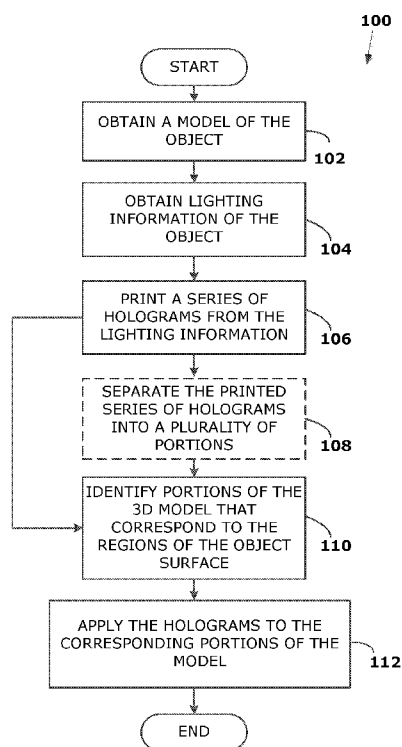 100
START
OBTAIN A MODEL OF THE
OBJECT
102
OBTAIN LIGHTING
INFORMATION OF THE
OBJECT
104
PRINT A SERIES OF
HOLOGRAMS FROM THE
LIGHTING INFORMATION
106
SEPARATE THE PRINTED
SERIES OF HOLOGRAMS
INTO A PLURALITY OF
PORTIONS
108
IDENTIFY PORTIONS OF THE
3D MODEL THAT
CORRESPOND TO THE
REGIONS OF THE OBJECT
SURFACE
110
APPLY THE HOLOGRAMS TO THE
CORRESPONDING PORTIONS OF THE
MODEL
112
END